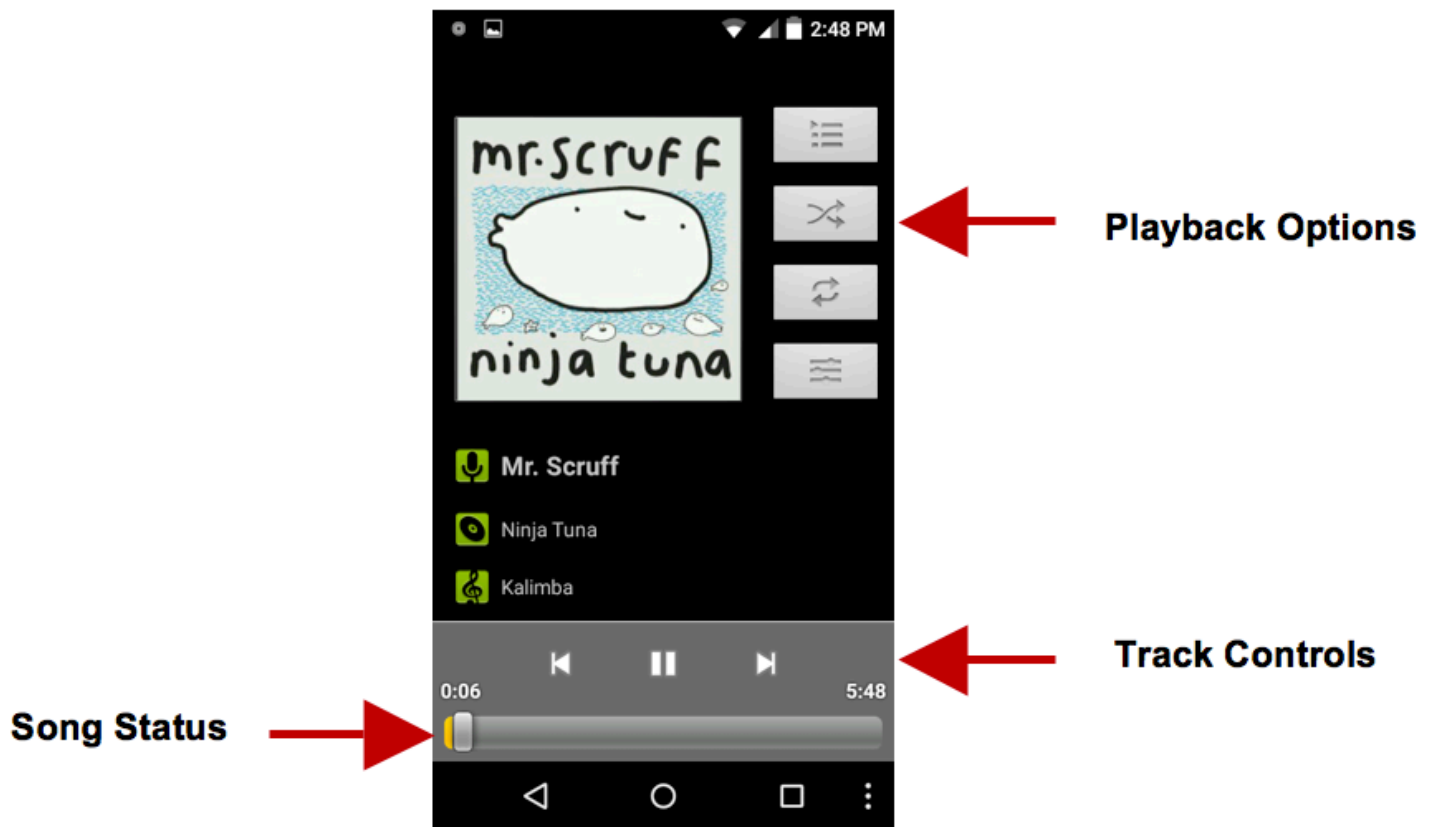 2:48 PM
mr.scruff
ninja tuna
Playback Options
Mr. Scruff
Ninja Tuna
Kalimba
Track Controls
0:06
5:48
Song Status